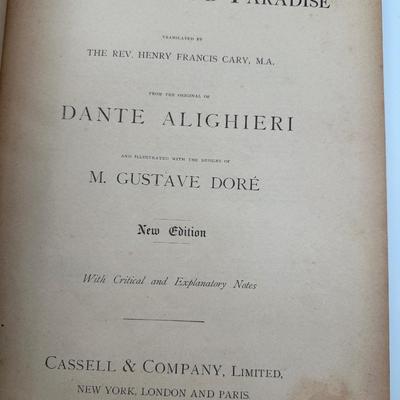 PARADISE
TRANSLATED BY
THE REV. HENRY FRANCIS CARY, M.A.
FROM THE ORIGINAL OF
DANTE ALIGHIERI
AND ILLUSTRATED WITH THE DESIGNS OF
M. GUSTAVE DORÉ
New Edition
With Critical and Explanatory Notes
CASSELL & COMPANY, LIMITED,
NEW YORK, LONDON AND PARIS.